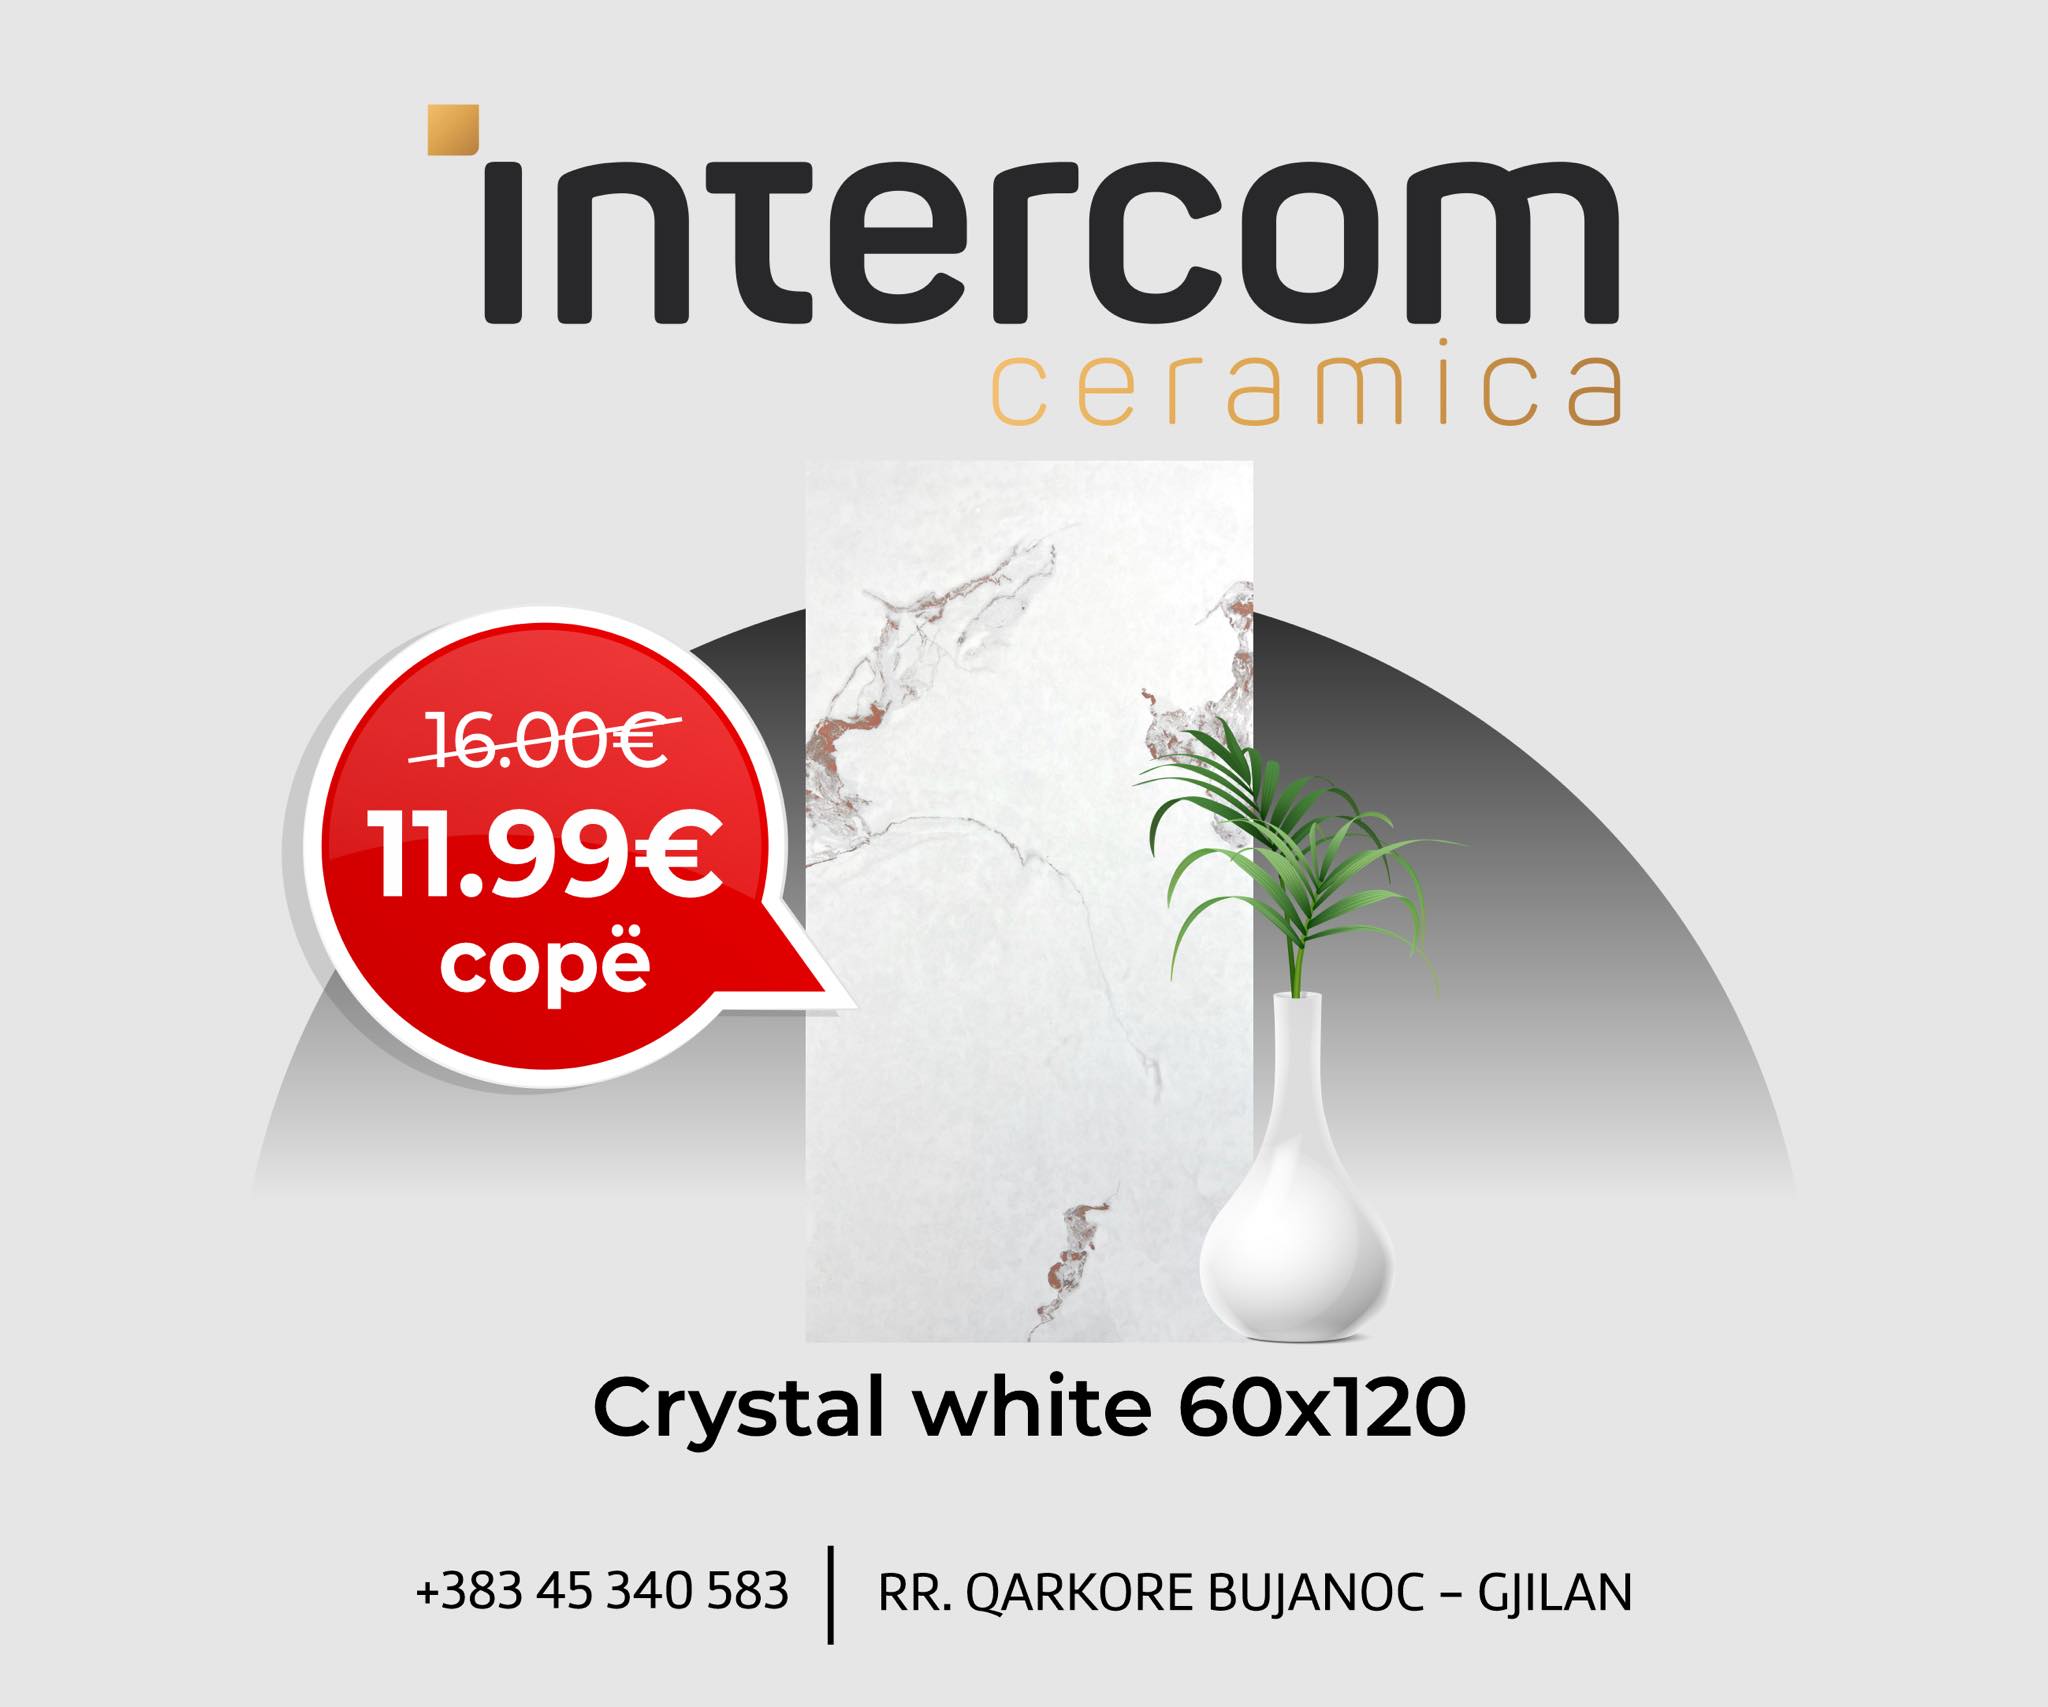 intercom
ceramica
16.00€
11.99€
copë
Crystal white 60x120
+383 45 340 583 | RR. QARKORE BUJANOC – GJILAN